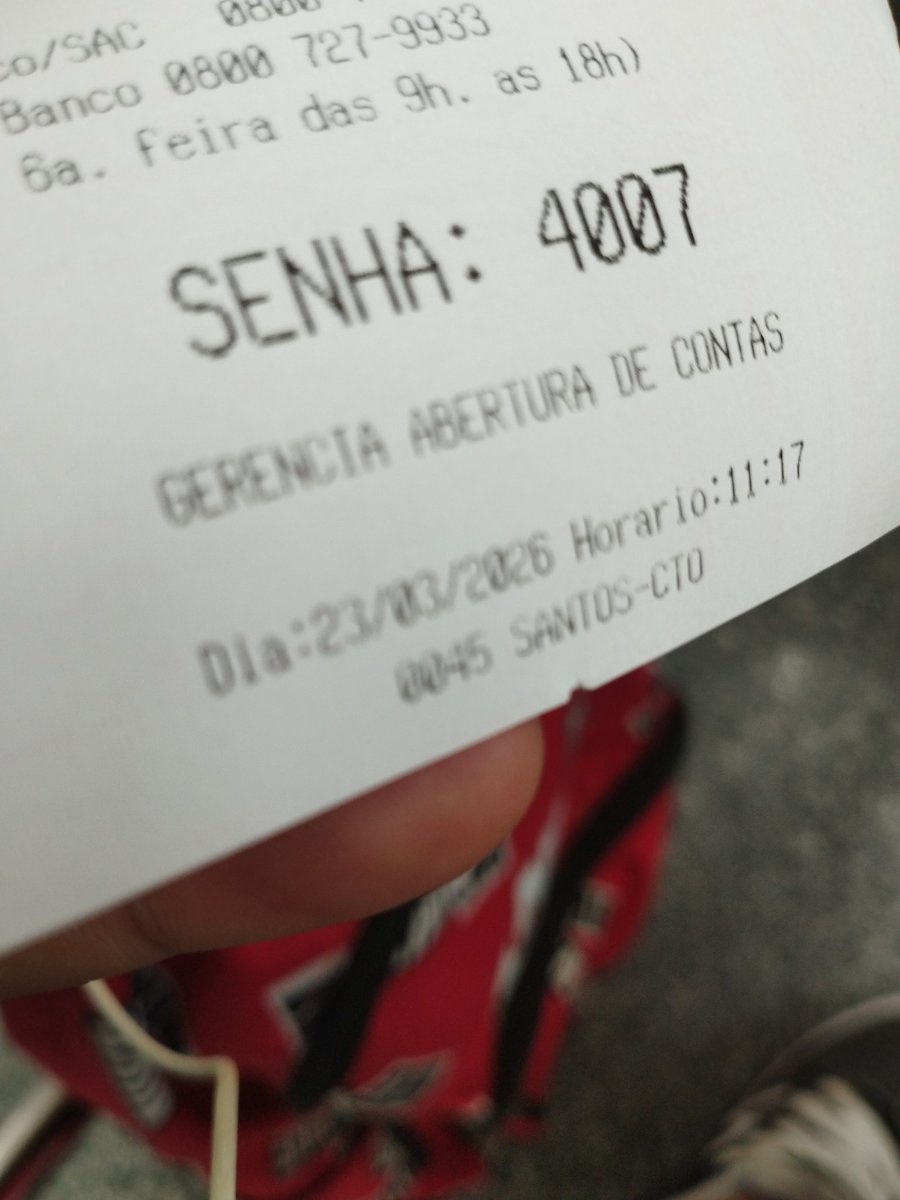 co/SAC 0800
Banco 0800 727-9933
6a. feira das 9h. as 18h)
SENHA: 4007
GERENCIA ABERTURA DE CONTAS
Dia:23/03/2026 Horario:11:17
0045 SANTOS-CTO